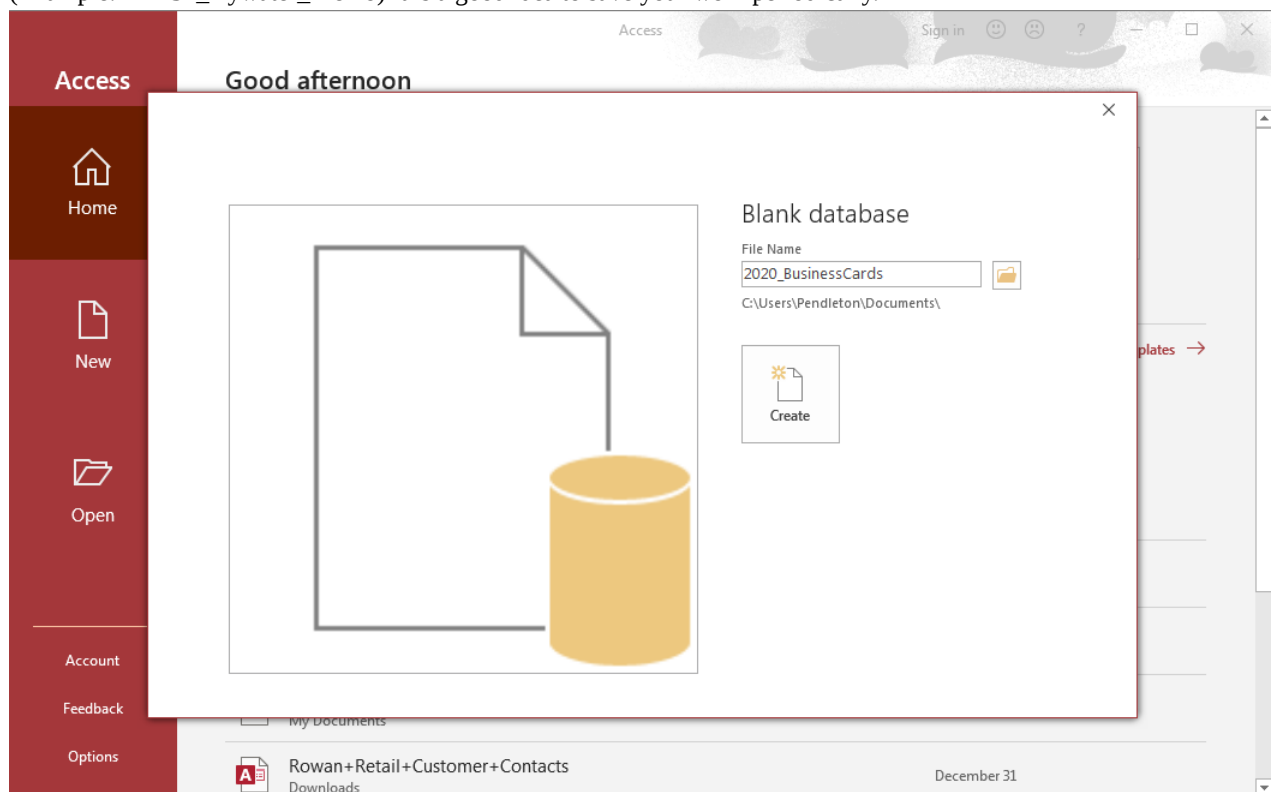 Access
Sign in
?
Access
Good afternoon
Home
New
Open
Account
Feedback
Options
Blank database
File Name
2020_BusinessCards
C:\Users\Pendleton\Documents\
Create
plates →
My Documents
Rowan+Retail+Customer+Contacts
Downloads
December 31